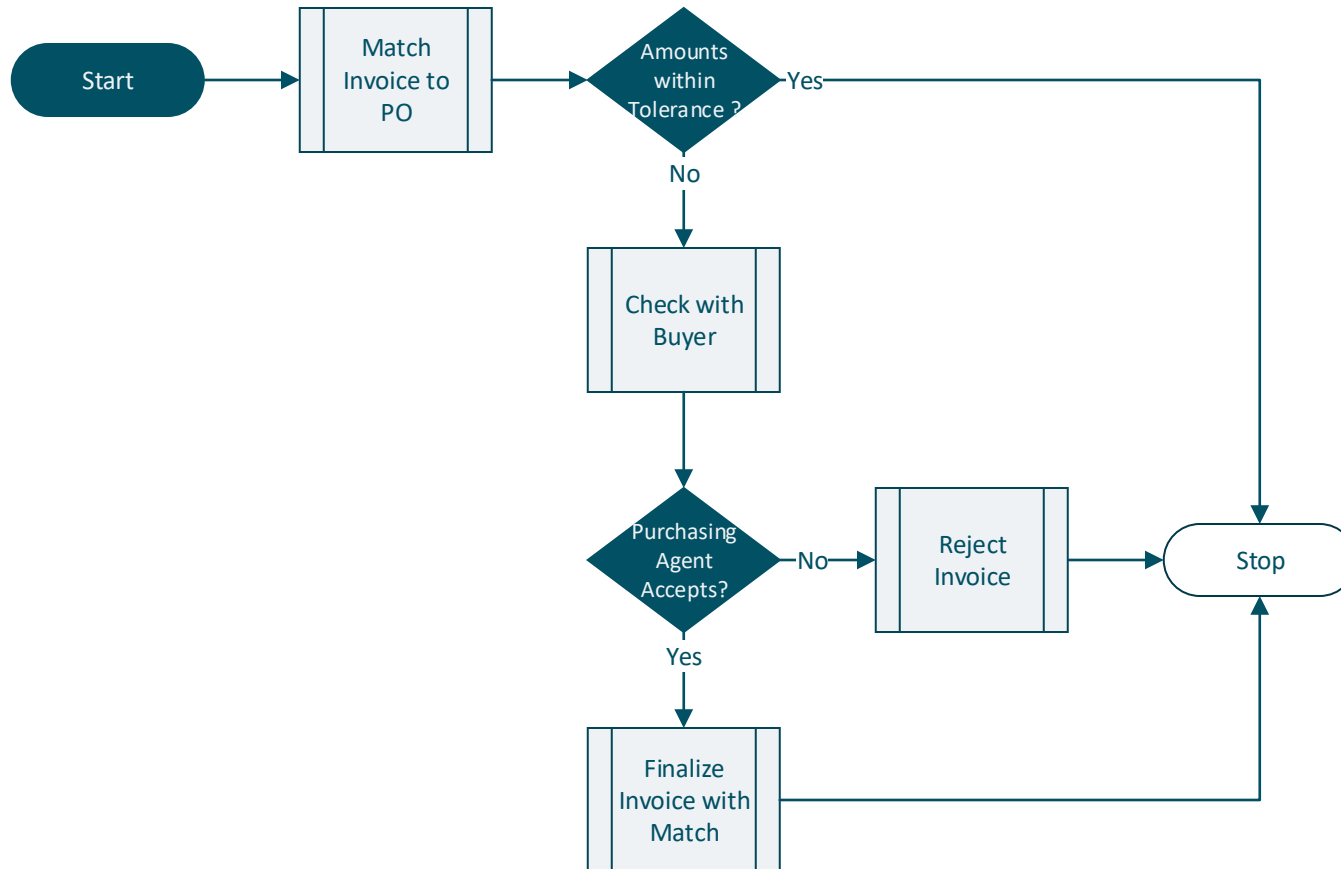 Start
Match
Invoice to
PO
Amounts
within
Tolerance ?
Yes
No
Check with
Buyer
Purchasing
Agent
Accepts?
No
Reject
Invoice
Stop
Yes
Finalize
Invoice with
Match